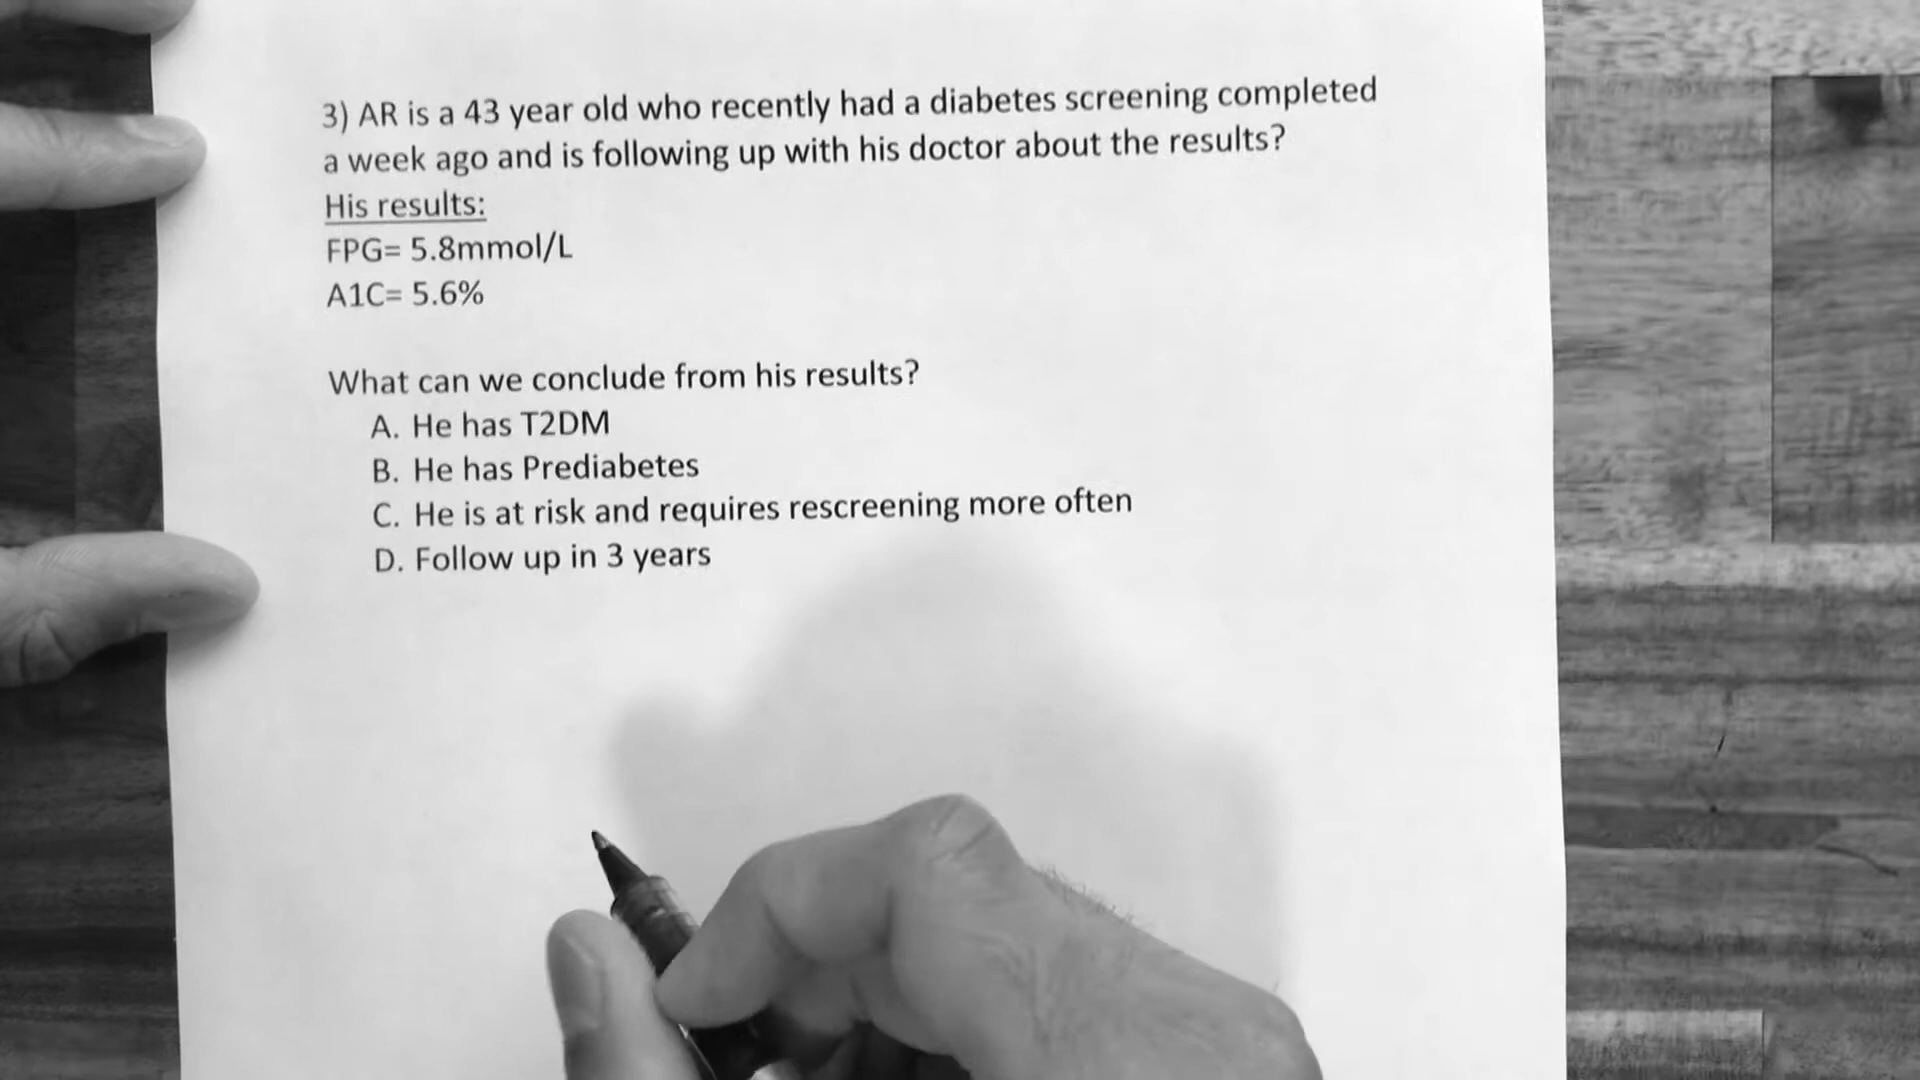 3) AR is a 43 year old who recently had a diabetes screening completed
a week ago and is following up with his doctor about the results?
His results:
FPG= 5.8mmol/L
A1C= 5.6%
What can we conclude from his results?
A. He has T2DM
B. He has Prediabetes
C. He is at risk and requires rescreening more often
D. Follow up in 3 years